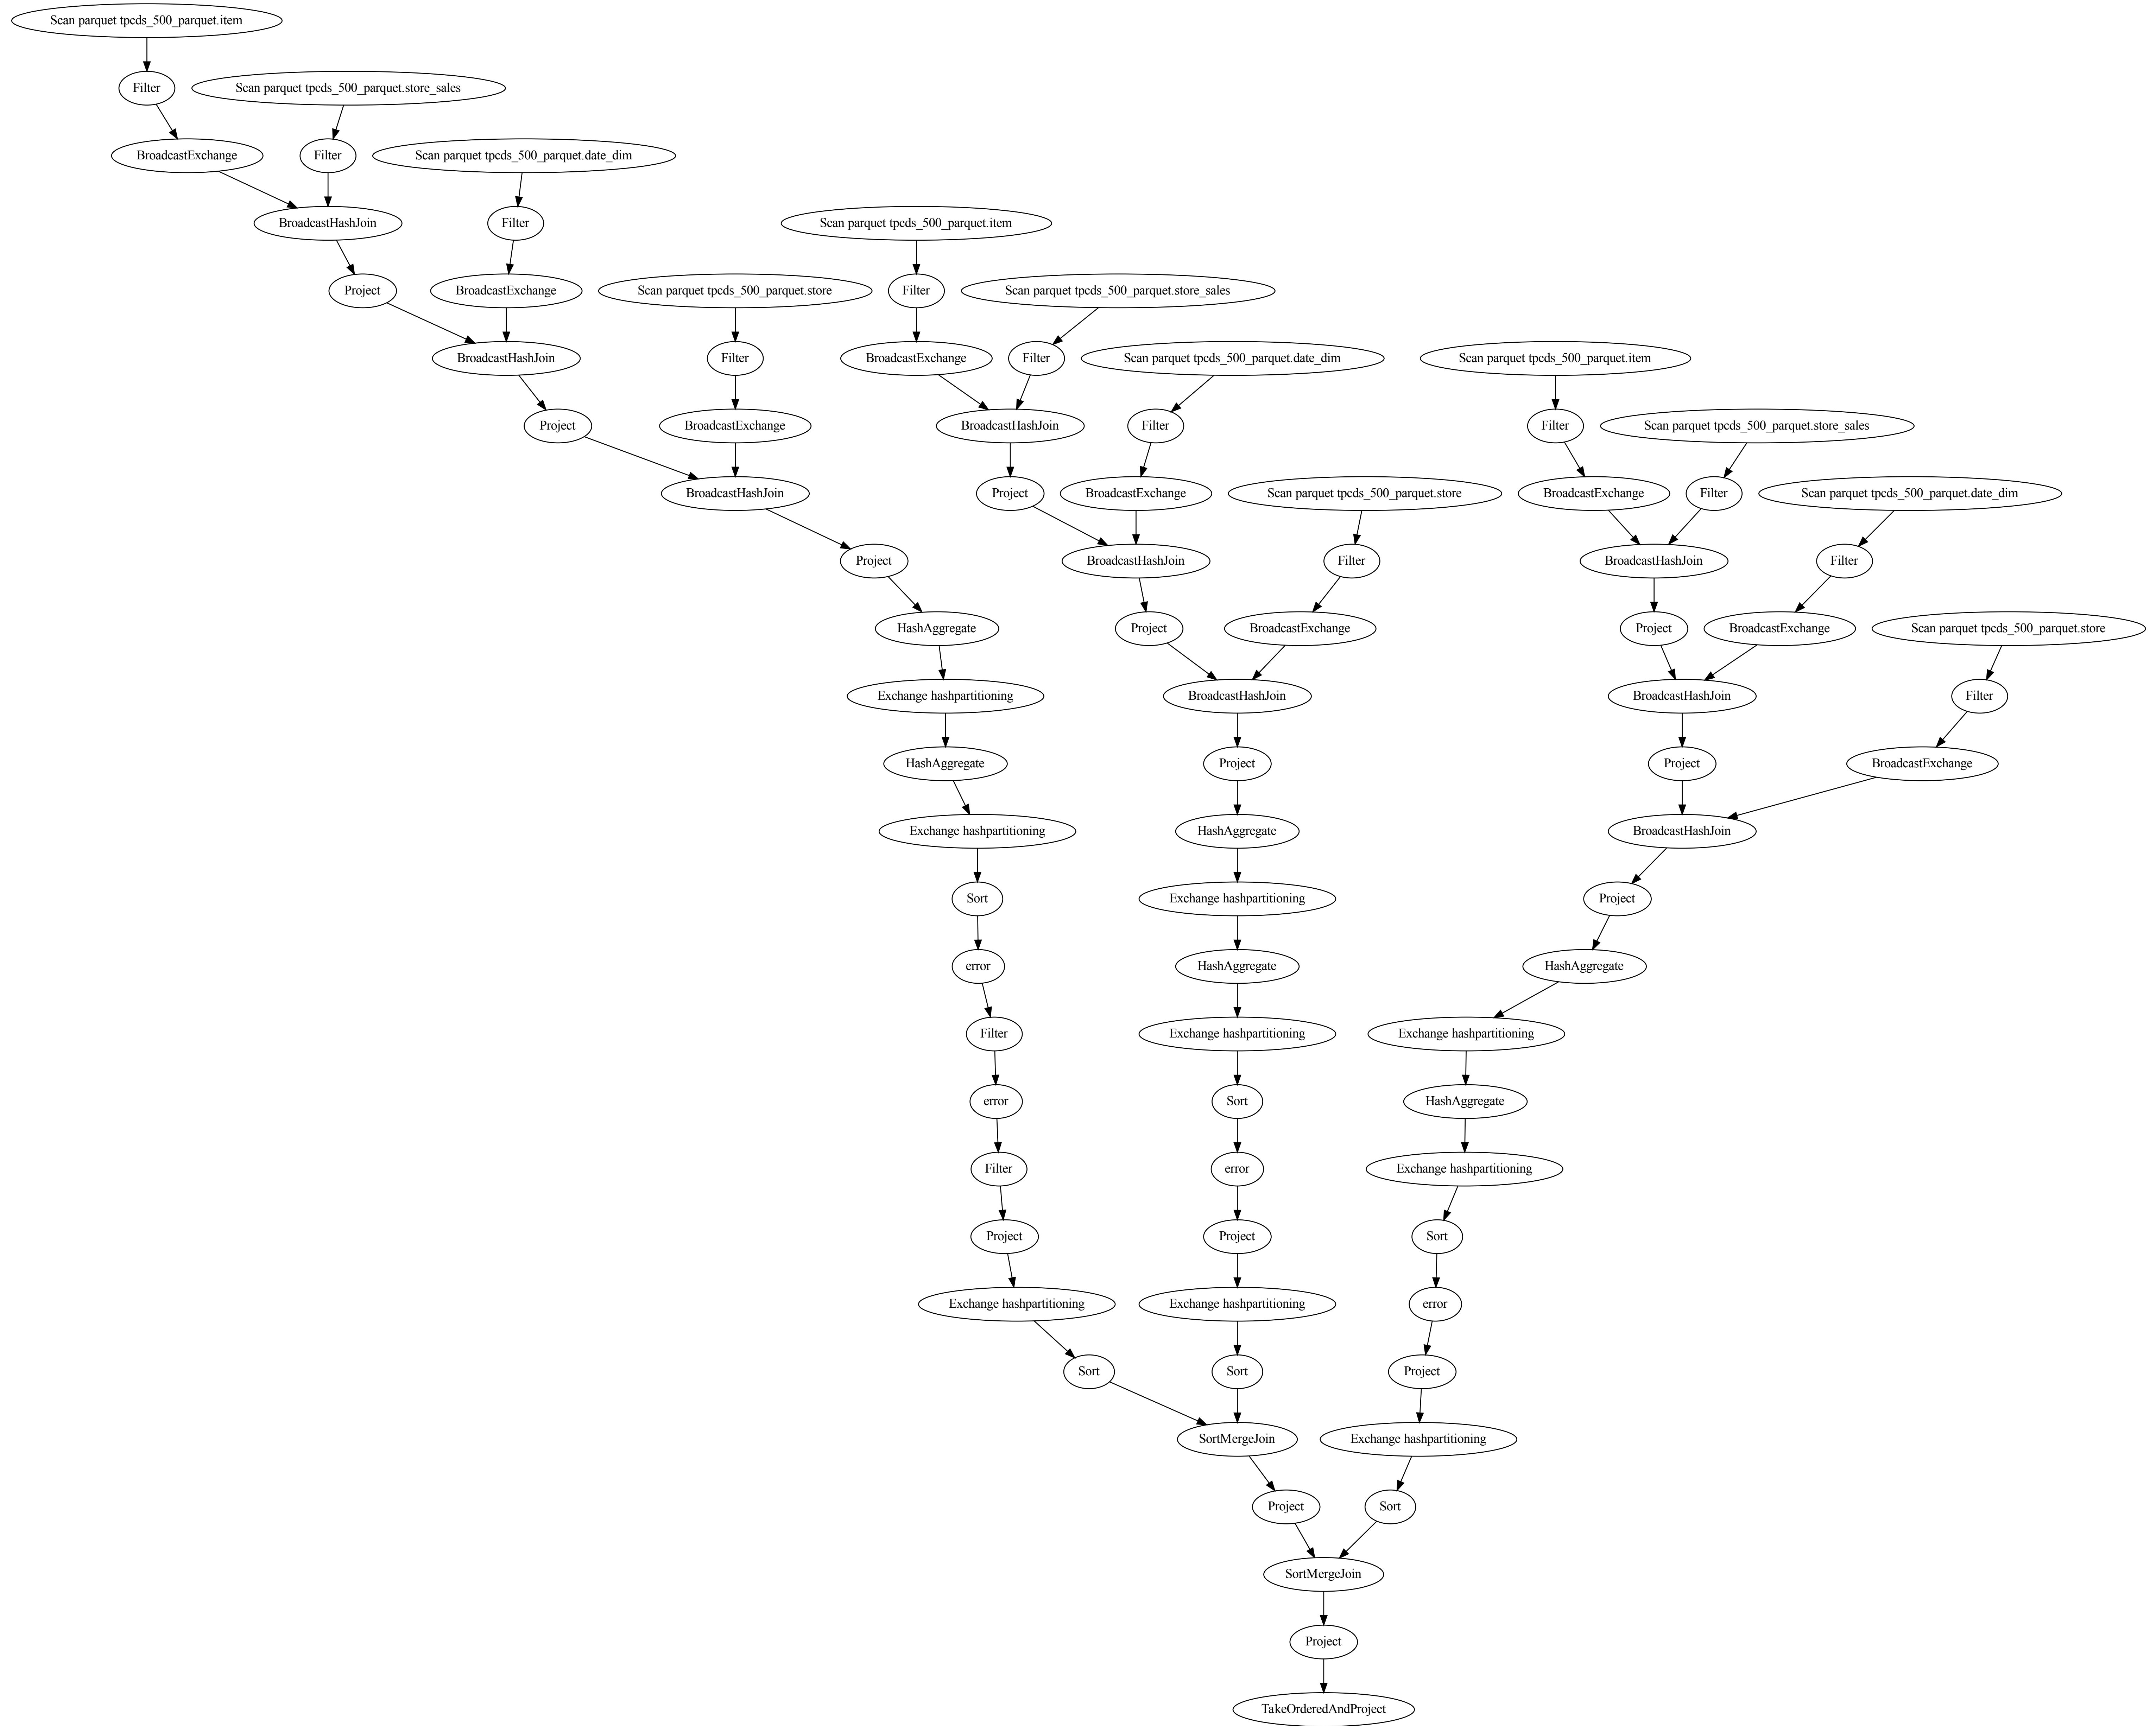 Scan parquet tpcds_500_parquet.item
Filter
Scan parquet tpcds_500_parquet.store_sales
BroadcastExchange
Filter
Scan parquet tpcds_500_parquet.date_dim
BroadcastHashJoin
Filter
Scan parquet tpcds_500_parquet.item
Project
BroadcastExchange
Scan parquet tpcds_500_parquet.store
Filter
Scan parquet tpcds_500_parquet.store_sales
BroadcastHashJoin
Filter
BroadcastExchange
Filter
Scan parquet tpcds_500_parquet.date_dim
Scan parquet tpcds_500_parquet.item
Project
BroadcastExchange
BroadcastHashJoin
Filter
Filter
Scan parquet tpcds_500_parquet.store_sales
BroadcastHashJoin
Project
BroadcastExchange
Scan parquet tpcds_500_parquet.store
BroadcastExchange
Filter
Scan parquet tpcds_500_parquet.date_dim
Project
BroadcastHashJoin
Filter
BroadcastHashJoin
Filter
HashAggregate
Project
BroadcastExchange
Project
BroadcastExchange
Scan parquet tpcds_500_parquet.store
Exchange hashpartitioning
BroadcastHashJoin
BroadcastHashJoin
Filter
HashAggregate
Project
Project
BroadcastExchange
Exchange hashpartitioning
HashAggregate
BroadcastHashJoin
Sort
Exchange hashpartitioning
Project
error
HashAggregate
HashAggregate
Filter
Exchange hashpartitioning
Exchange hashpartitioning
error
Sort
HashAggregate
Filter
error
Exchange hashpartitioning
Project
Project
Sort
Exchange hashpartitioning
Exchange hashpartitioning
error
Sort
Sort
Project
SortMergeJoin
Exchange hashpartitioning
Project
Sort
SortMergeJoin
Project
TakeOrderedAndProject